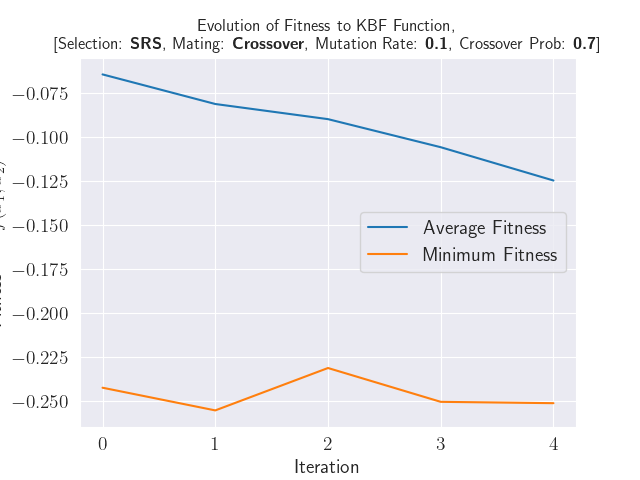 Evolution of Fitness to KBF Function,
[Selection: SRS, Mating: Crossover, Mutation Rate: 0.1, Crossover Prob: 0.7]
−0.075
−0.100
−0.125
−0.150
−0.175
−0.200
−0.225
−0.250
Average Fitness
Minimum Fitness
0 1 2 3 4
Iteration